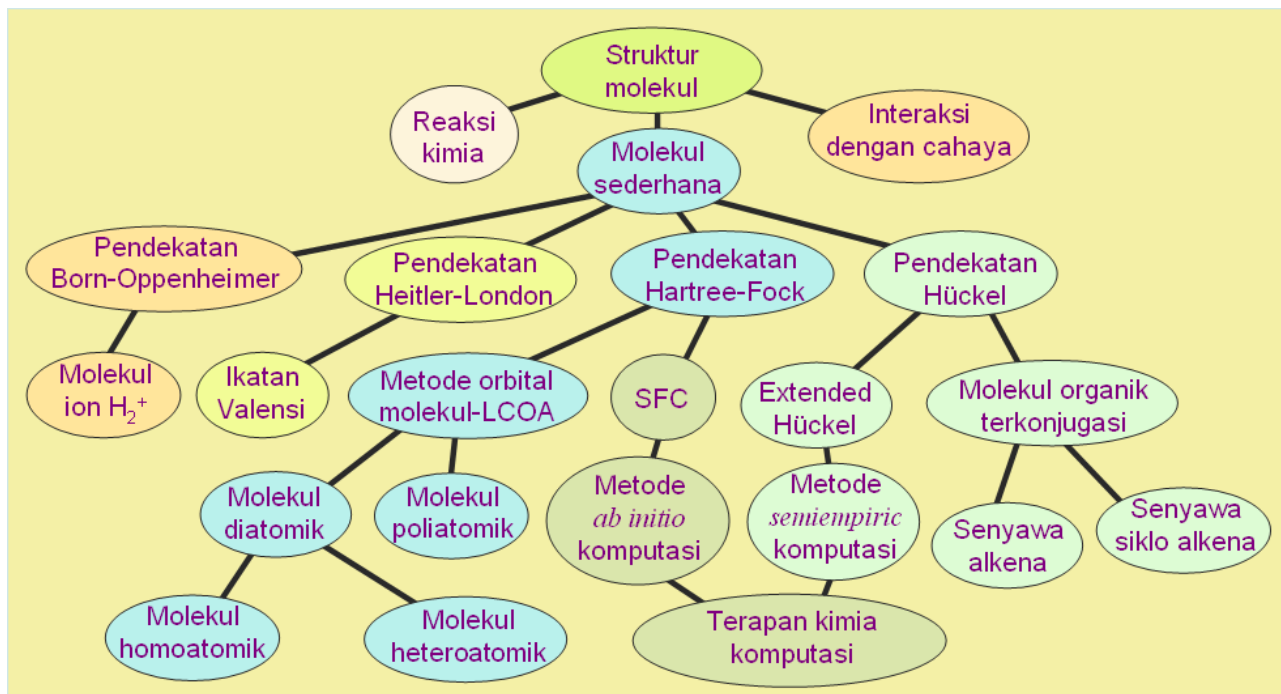 Struktur
molekul
Reaksi
kimia
Interaksi
dengan cahaya
Molekul
sederhana
Pendekatan
Born-Oppenheimer
Pendekatan
Heitler-London
Pendekatan
Hartree-Fock
Pendekatan
Hückel
Molekul
ion H₂⁺
Ikatan
Valensi
Metode orbital
molekul-LCOA
SFC
Extended
Hückel
Molekul organik
terkonjugasi
Molekul
diatomik
Molekul
poliatomik
Metode
ab initio
komputasi
Metode
semiempiric
komputasi
Senyawa
alkena
Senyawa
siklo alkena
Molekul
homoatomik
Molekul
heteroatomik
Terapan kimia
komputasi